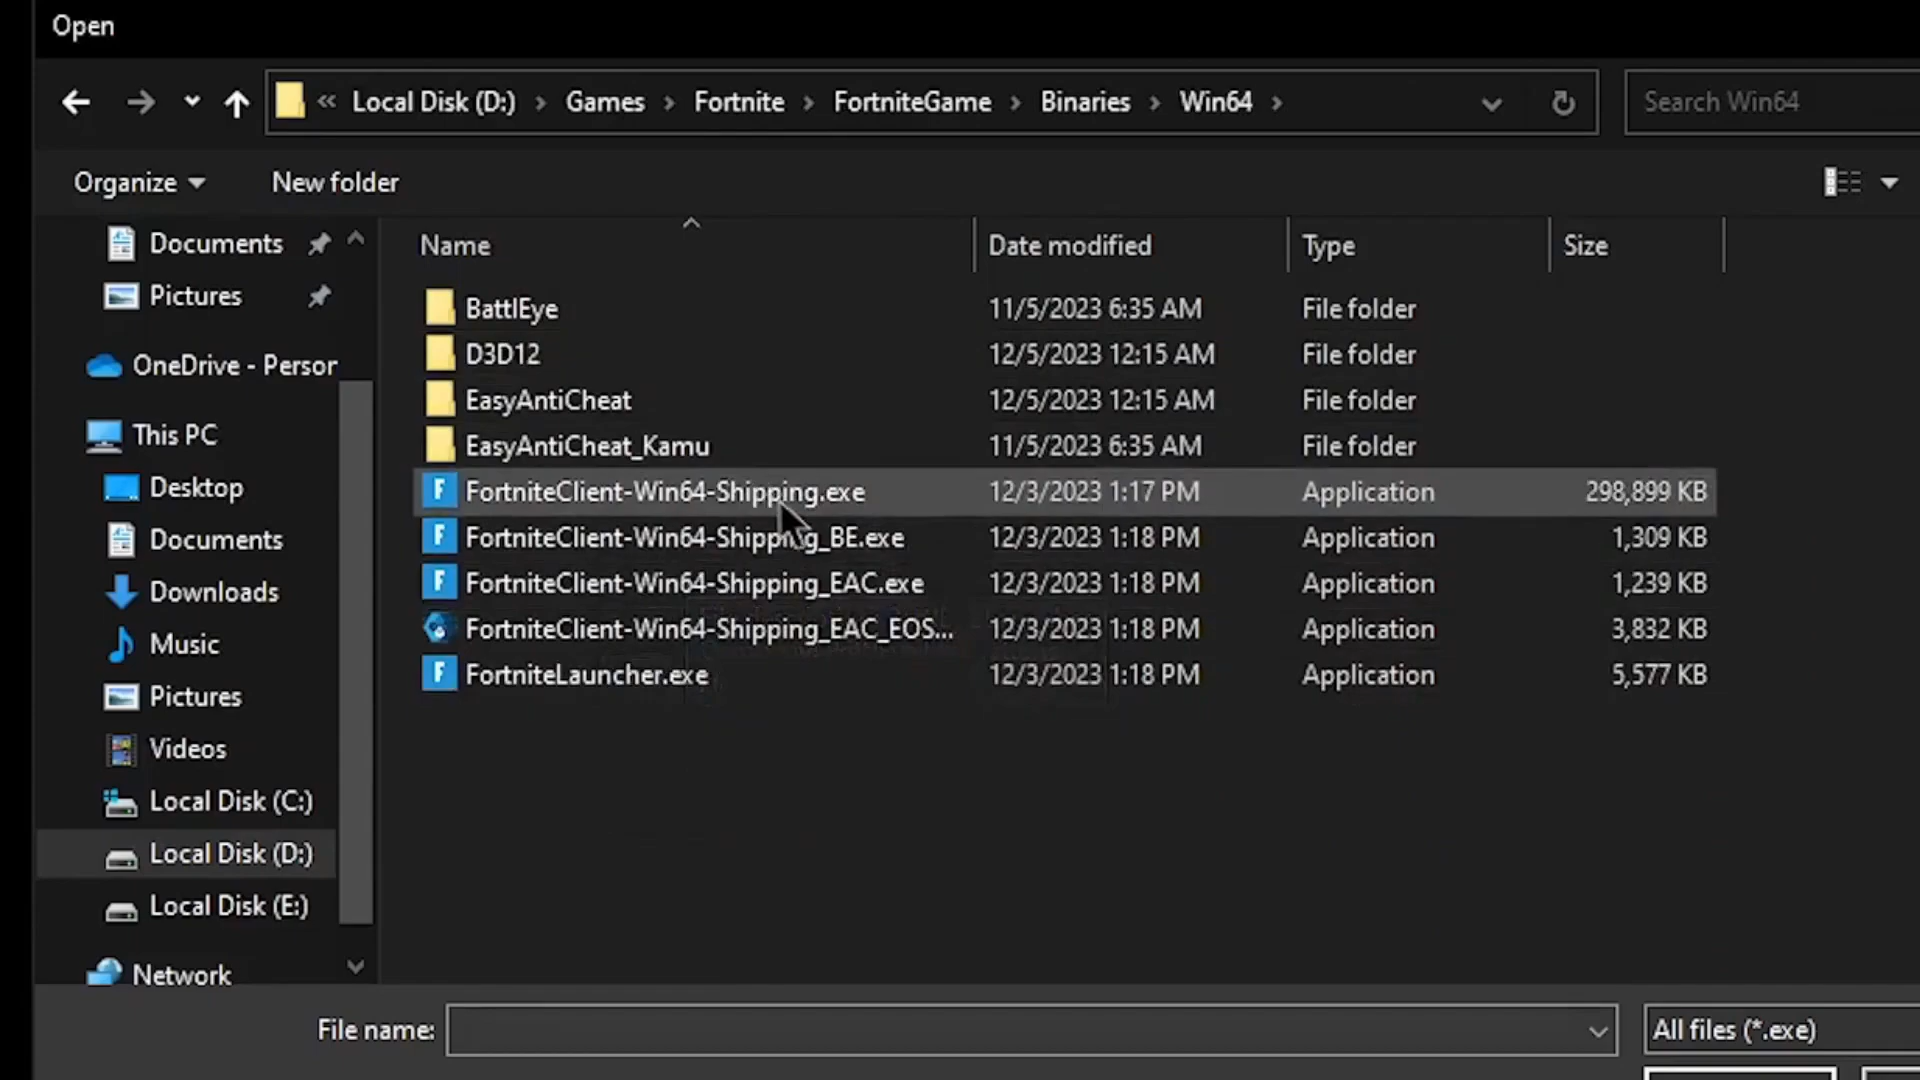 Open
« Local Disk (D:) > Games > Fortnite > FortniteGame > Binaries > Win64 >
Search Win64
Organize
New folder
Documents
Pictures
OneDrive - Person
This PC
Desktop
Documents
Downloads
Music
Pictures
Videos
Local Disk (C:)
Local Disk (D:)
Local Disk (E:)
Network
Name Date modified Type Size
BattlEye 11/5/2023 6:35 AM File folder
D3D12 12/5/2023 12:15 AM File folder
EasyAntiCheat 12/5/2023 12:15 AM File folder
EasyAntiCheat_Kamu 11/5/2023 6:35 AM File folder
FortniteClient-Win64-Shipping.exe 12/3/2023 1:17 PM Application 298,899 KB
FortniteClient-Win64-Shipping_BE.exe 12/3/2023 1:18 PM Application 1,309 KB
FortniteClient-Win64-Shipping_EAC.exe 12/3/2023 1:18 PM Application 1,239 KB
FortniteClient-Win64-Shipping_EAC_EOS... 12/3/2023 1:18 PM Application 3,832 KB
FortniteLauncher.exe 12/3/2023 1:18 PM Application 5,577 KB
File name:
All files (*.exe)